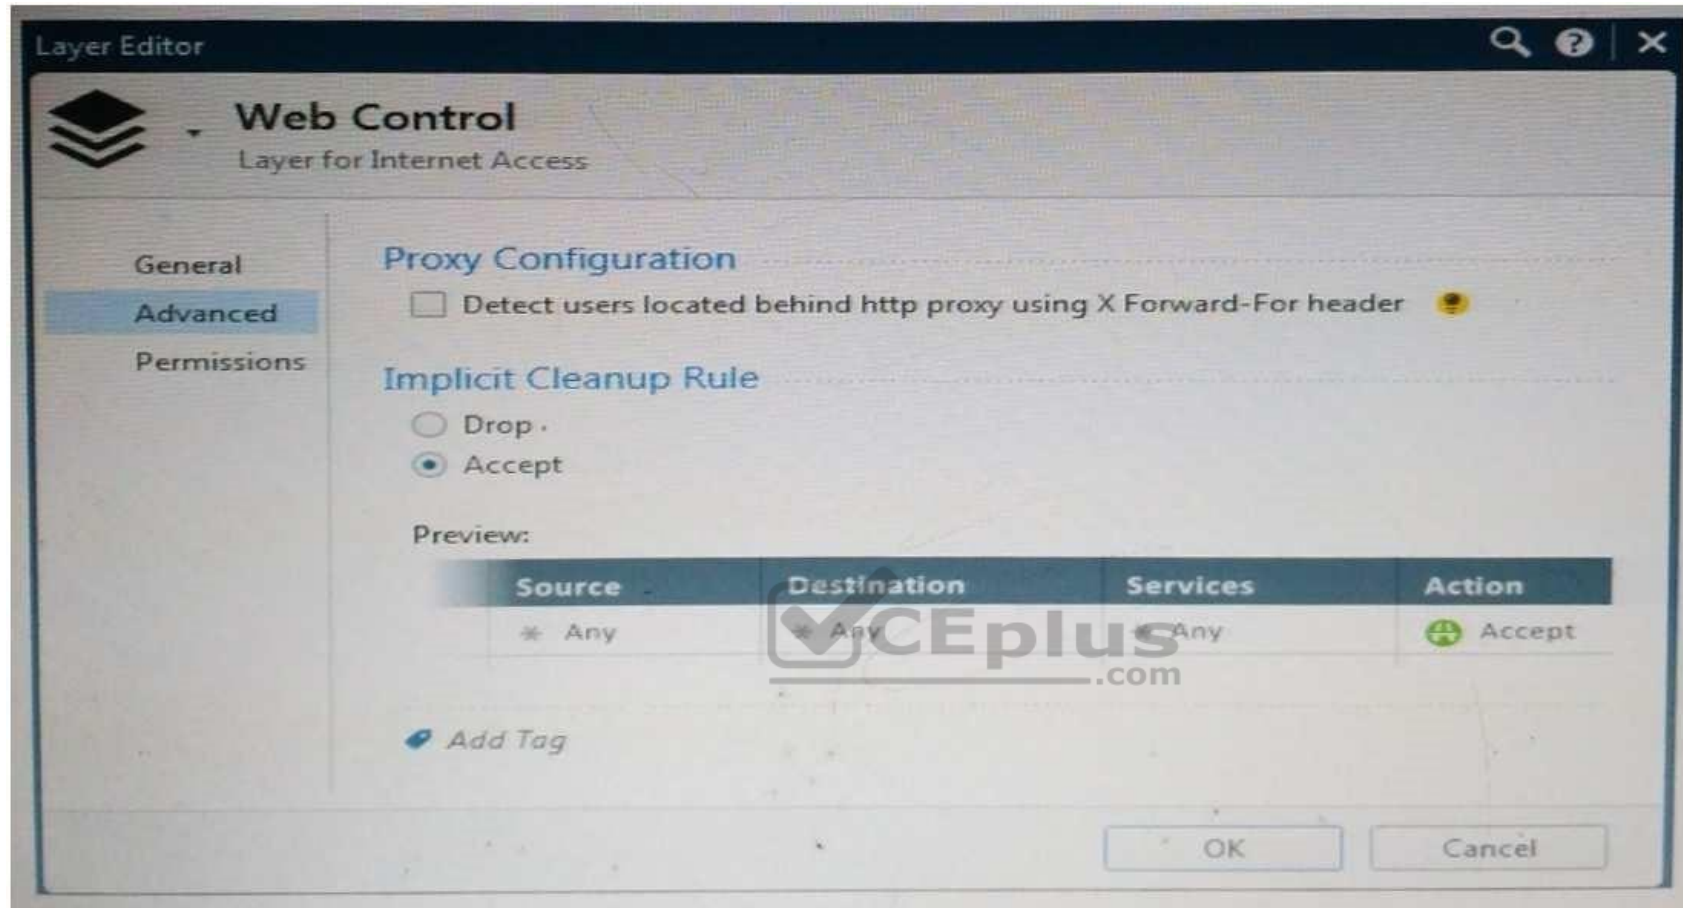 Layer Editor
Web Control
Layer for Internet Access
General
Advanced
Permissions
Proxy Configuration
Detect users located behind http proxy using X Forward-For header
Implicit Cleanup Rule
Drop
Accept
Preview:
Source Destination Services Action
Any Any Any Accept
CEplus
.com
Add Tag
OK Cancel